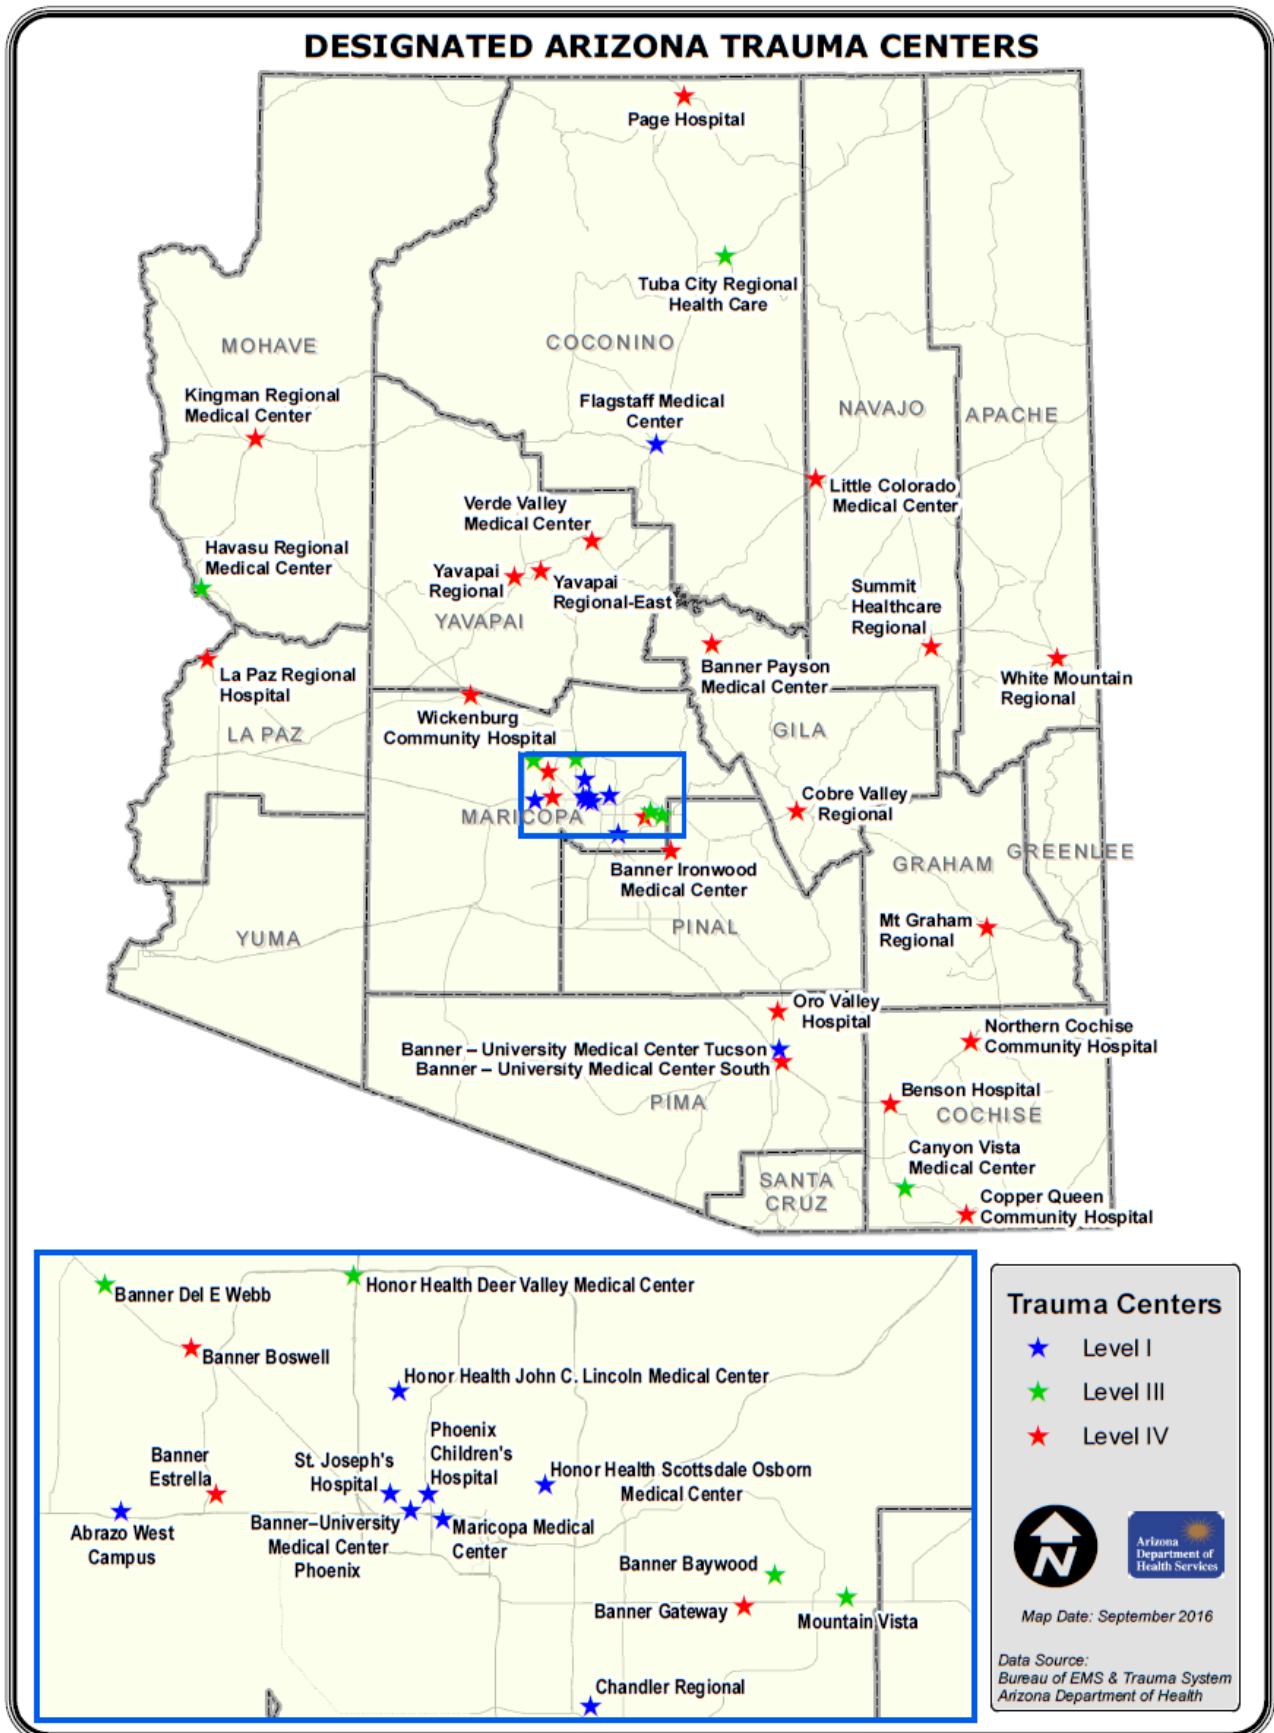 DESIGNATED ARIZONA TRAUMA CENTERS
Page Hospital
Tuba City Regional
Health Care
MOHAVE
COCONINO
Kingman Regional
Medical Center
Flagstaff Medical
Center
NAVAJO
APACHE
Little Colorado
Medical Center
Verde Valley
Medical Center
Havasu Regional
Medical Center
Yavapai
Regional
Yavapai
Regional-East
YAVAPAI
Summit
Healthcare
Regional
La Paz Regional
Hospital
Banner Payson
Medical Center
White Mountain
Regional
LA PAZ
Wickenburg
Community Hospital
GILA
MARICOPA
Cobre Valley
Regional
GRAHAM
GREENLEE
Banner Ironwood
Medical Center
PINAL
Mt Graham
Regional
YUMA
Oro Valley
Hospital
Northern Cochise
Community Hospital
Banner – University Medical Center Tucson
Banner – University Medical Center South
PIMA
Benson Hospital
COCHISE
Canyon Vista
Medical Center
SANTA
CRUZ
Copper Queen
Community Hospital
Banner Del E Webb
Honor Health Deer Valley Medical Center
Banner Boswell
Honor Health John C. Lincoln Medical Center
Banner
Estrella
St. Joseph's
Hospital
Phoenix
Children's
Hospital
Honor Health Scottsdale Osborn
Medical Center
Abrazo West
Campus
Banner–University
Medical Center
Phoenix
Maricopa Medical
Center
Banner Baywood
Banner Gateway
Mountain Vista
Chandler Regional
Trauma Centers
Level I
Level III
Level IV
N
Arizona
Department of
Health Services
Map Date: September 2016
Data Source:
Bureau of EMS & Trauma System
Arizona Department of Health